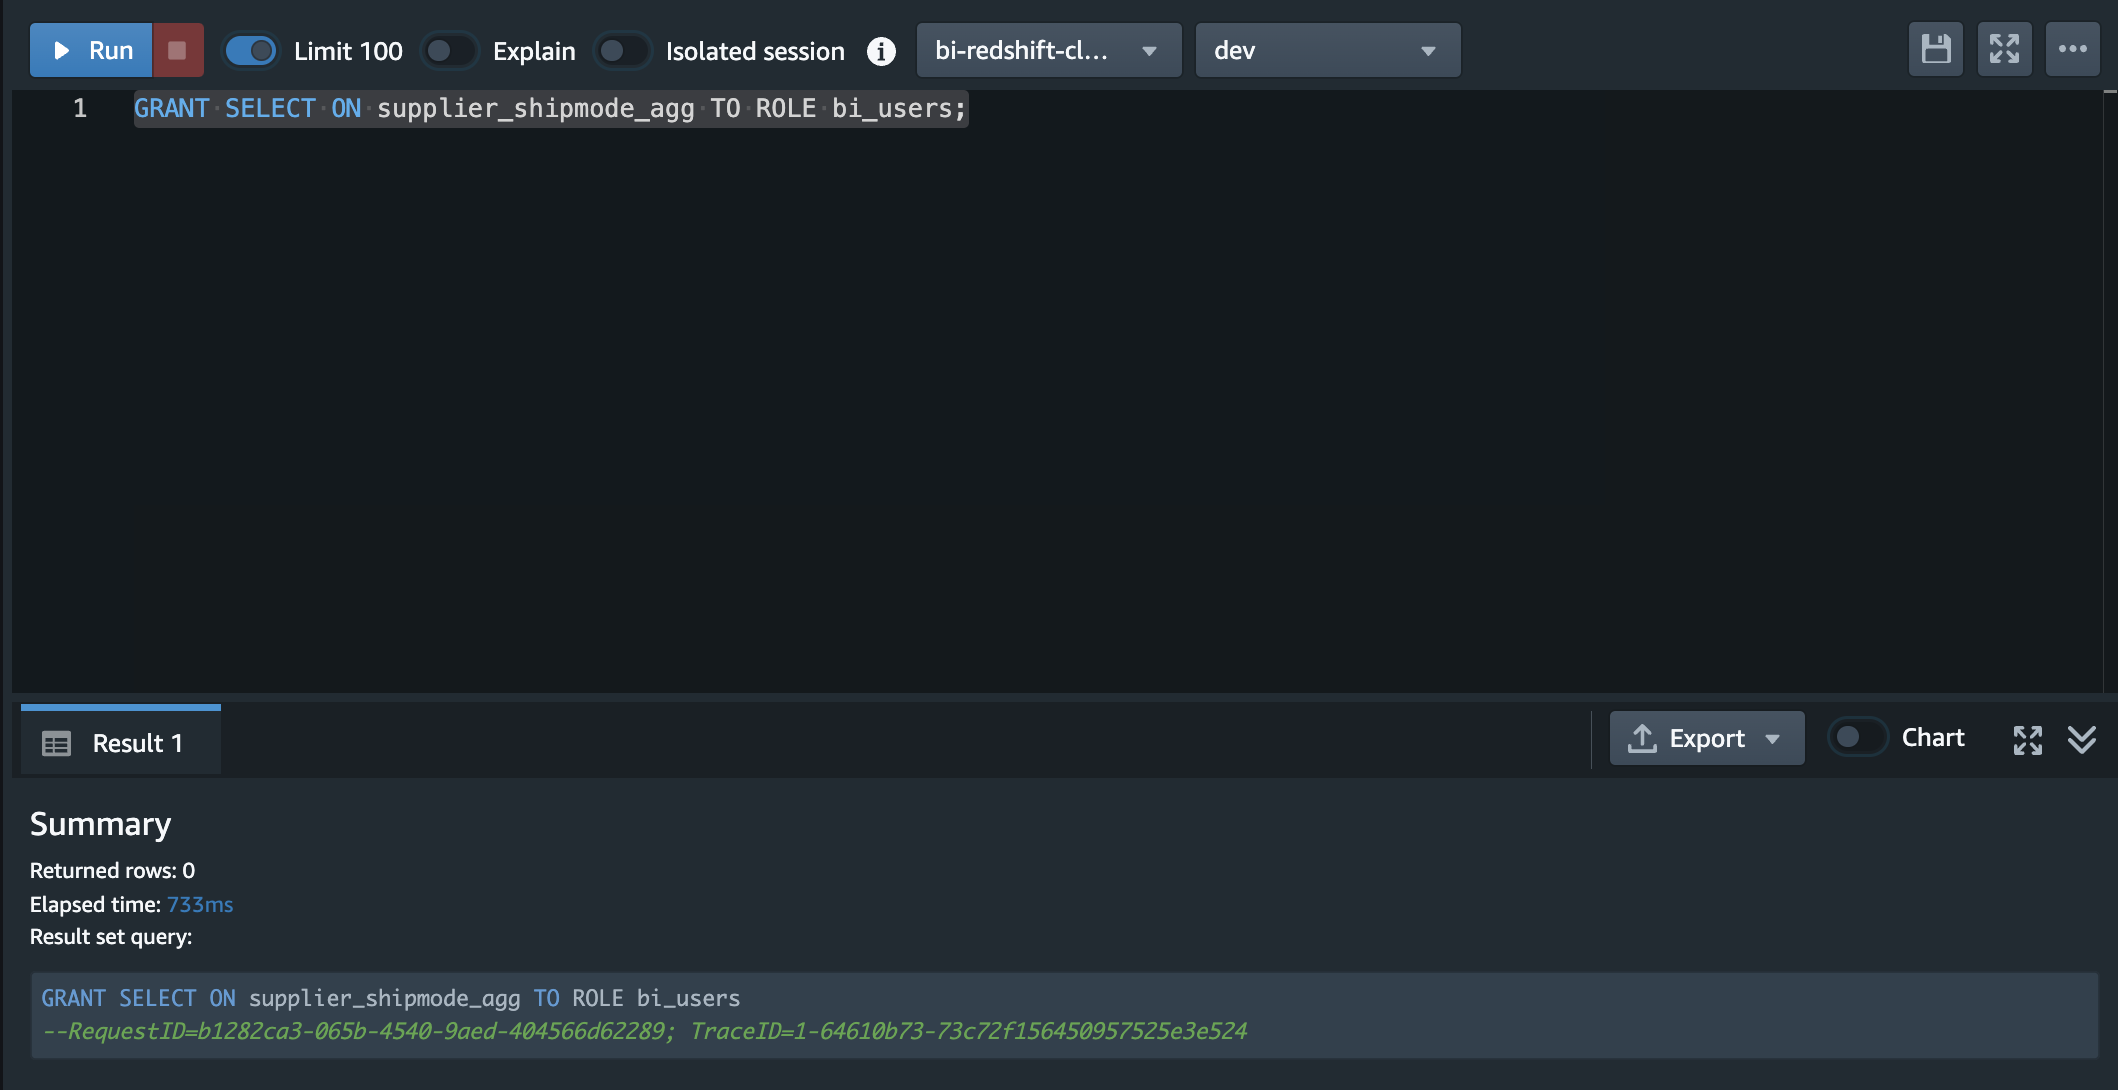 Run Limit 100 Explain Isolated session i bi-redshift-cl... dev
1 GRANT SELECT ON supplier_shipmode_agg TO ROLE bi_users;
Result 1 Export Chart
Summary
Returned rows: 0
Elapsed time: 733ms
Result set query:
GRANT SELECT ON supplier_shipmode_agg TO ROLE bi_users
--RequestID=b1282ca3-065b-4540-9aed-404566d62289; TraceID=1-64610b73-73c72f156450957525e3e524